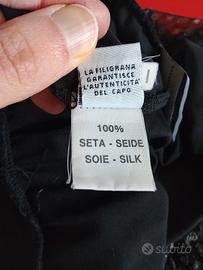 LA FILIGRANA
GARANTISCE
L'AUTENTICITA'
DEL CAPO
100%
SETA - SEIDE
SOIE - SILK
subito